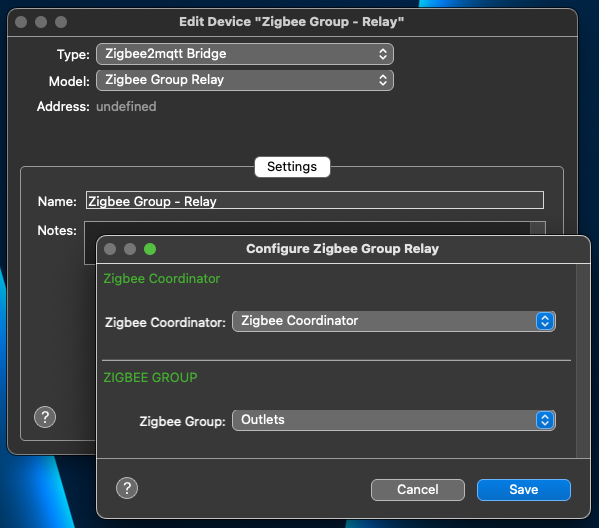 Edit Device "Zigbee Group - Relay"
Type: Zigbee2mqtt Bridge
Model: Zigbee Group Relay
Address: undefined
Settings
Name: Zigbee Group - Relay
Notes:
Configure Zigbee Group Relay
Zigbee Coordinator
Zigbee Coordinator: Zigbee Coordinator
ZIGBEE GROUP
Zigbee Group: Outlets
?
? Cancel Save